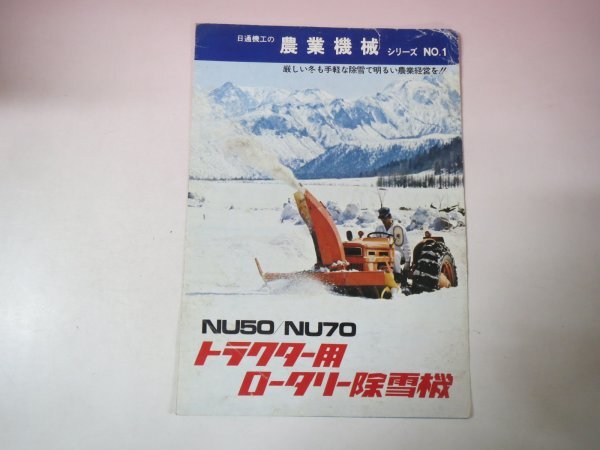 日通機工の 農業機械 シリーズ NO.1
厳しい冬も手軽な除雪で明るい農業経営を!!
NU50/NU70
トラクター用
ロータリー除雪機